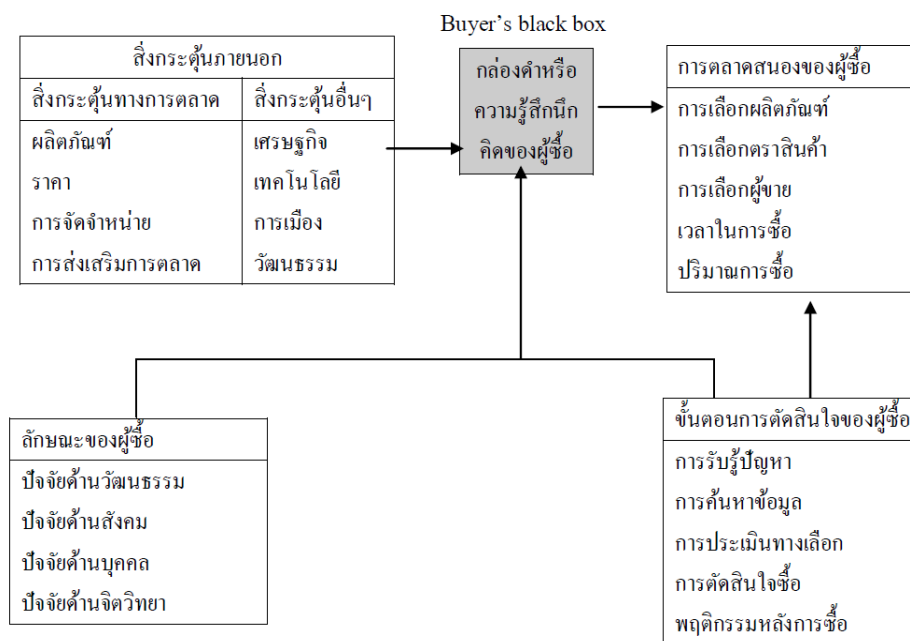 Buyer's black box
สิ่งกระตุ้นภายนอก
สิ่งกระตุ้นทางการตลาด
ผลิตภัณฑ์
ราคา
การจัดจำหน่าย
การส่งเสริมการตลาด
สิ่งกระตุ้นอื่นๆ
เศรษฐกิจ
เทคโนโลยี
การเมือง
วัฒนธรรม
กล่องดำหรือ
ความรู้สึกนึก
คิดของผู้ซื้อ
การตลาดสนองของผู้ซื้อ
การเลือกผลิตภัณฑ์
การเลือกตราสินค้า
การเลือกผู้ขาย
เวลาในการซื้อ
ปริมาณการซื้อ
ลักษณะของผู้ซื้อ
ปัจจัยด้านวัฒนธรรม
ปัจจัยด้านสังคม
ปัจจัยด้านบุคคล
ปัจจัยด้านจิตวิทยา
ขั้นตอนการตัดสินใจของผู้ซื้อ
การรับรู้ปัญหา
การค้นหาข้อมูล
การประเมินทางเลือก
การตัดสินใจซื้อ
พฤติกรรมหลังการซื้อ